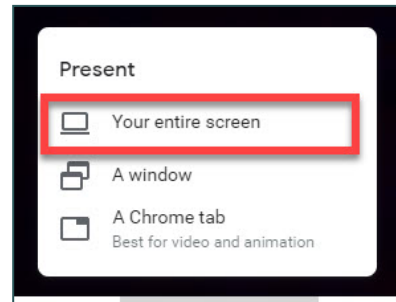 Present
Your entire screen
A window
A Chrome tab
Best for video and animation